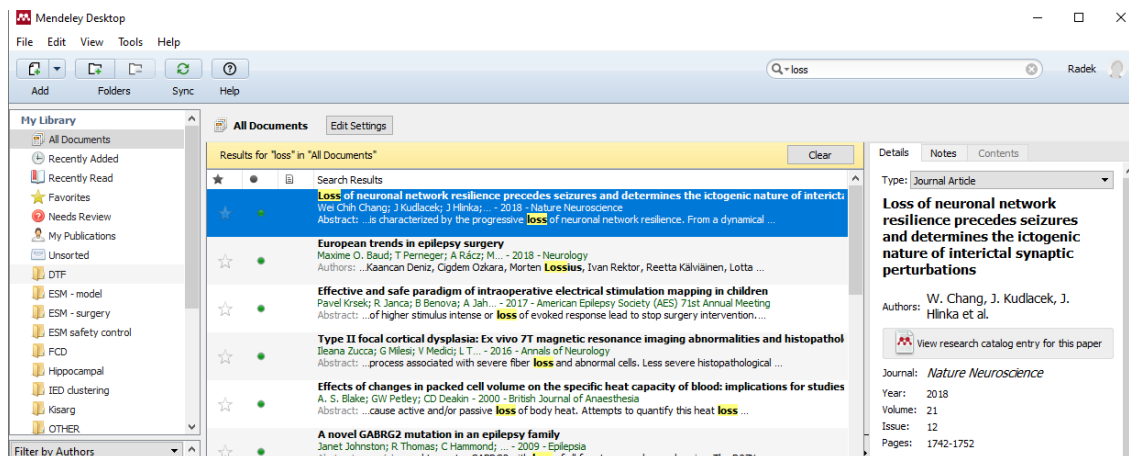 Mendeley Desktop
File Edit View Tools Help
loss
Radek
Add Folders Sync Help
My Library
All Documents
Recently Added
Recently Read
Favorites
Needs Review
My Publications
Unsorted
DTF
ESM - model
ESM - surgery
ESM safety control
FCD
Hippocampal
IED clustering
Kisarg
OTHER
Filter by Authors
All Documents Edit Settings
Results for "loss" in "All Documents" Clear
Search Results
Loss of neuronal network resilience precedes seizures and determines the ictogenic nature of interict
Wei Chih Chang; J Kudlacek; J Hlinka;... - 2018 - Nature Neuroscience
Abstract: ...is characterized by the progressive loss of neuronal network resilience. From a dynamical ...
European trends in epilepsy surgery
Maxime O. Baud; T Perneger; A Rácz; M... - 2018 - Neurology
Authors: ...Kaancan Deniz, Cigdem Ozkara, Morten Lossius, Ivan Rektor, Reetta Kälviäinen, Lotta ...
Effective and safe paradigm of intraoperative electrical stimulation mapping in children
Pavel Krsek; R Janca; B Benova; A Jah... - 2017 - American Epilepsy Society (AES) 71st Annual Meeting
Abstract: ...of higher stimulus intense or loss of evoked response lead to stop surgery intervention....
Type II focal cortical dysplasia: Ex vivo 7T magnetic resonance imaging abnormalities and histopathol
Ileana Zucca; G Milesi; V Medici; L T... - 2016 - Annals of Neurology
Abstract: ...process associated with severe fiber loss and abnormal cells. Less severe histopathological ...
Effects of changes in packed cell volume on the specific heat capacity of blood: implications for studies
A. S. Blake; GW Petley; CD Deakin - 2000 - British Journal of Anaesthesia
Abstract: ...cause active and/or passive loss of body heat. Attempts to quantify this heat loss ...
A novel GABRG2 mutation in an epilepsy family
Janet Johnston; R Thomas; C Hammond; ... - 2009 - Epilepsia
Details Notes Contents
Type: Journal Article
Loss of neuronal network
resilience precedes seizures
and determines the ictogenic
nature of interictal synaptic
perturbations
Authors: W. Chang, J. Kudlacek, J.
Hlinka et al.
View research catalog entry for this paper
Journal: Nature Neuroscience
Year: 2018
Volume: 21
Issue: 12
Pages: 1742-1752